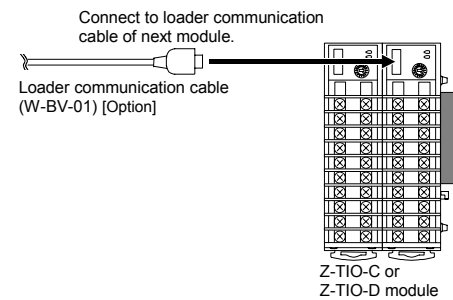 Connect to loader communication
cable of next module.
Loader communication cable
(W-BV-01) [Option]
Z-TIO-C or
Z-TIO-D module